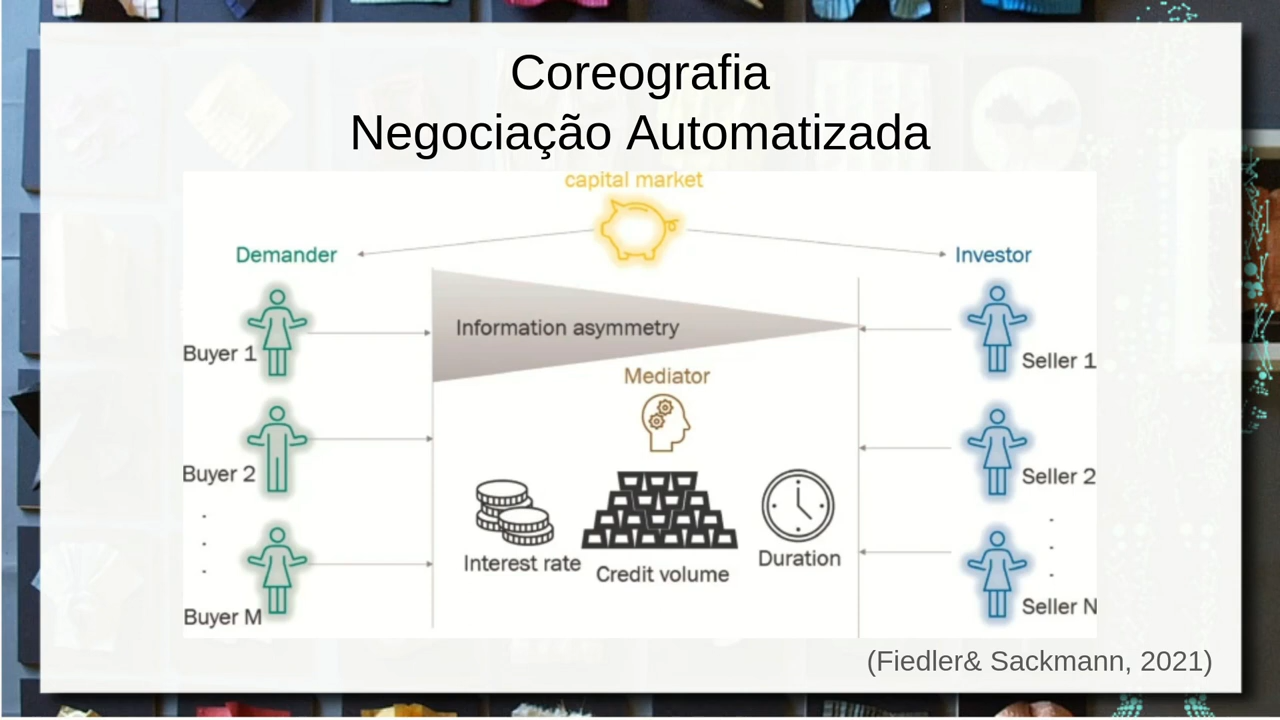 Coreografia
Negociação Automatizada
capital market
Demander
Investor
Information asymmetry
Buyer 1
Seller 1
Mediator
Buyer 2
Seller 2
Interest rate
Credit volume
Duration
Buyer M
Seller N
(Fiedler& Sackmann, 2021)